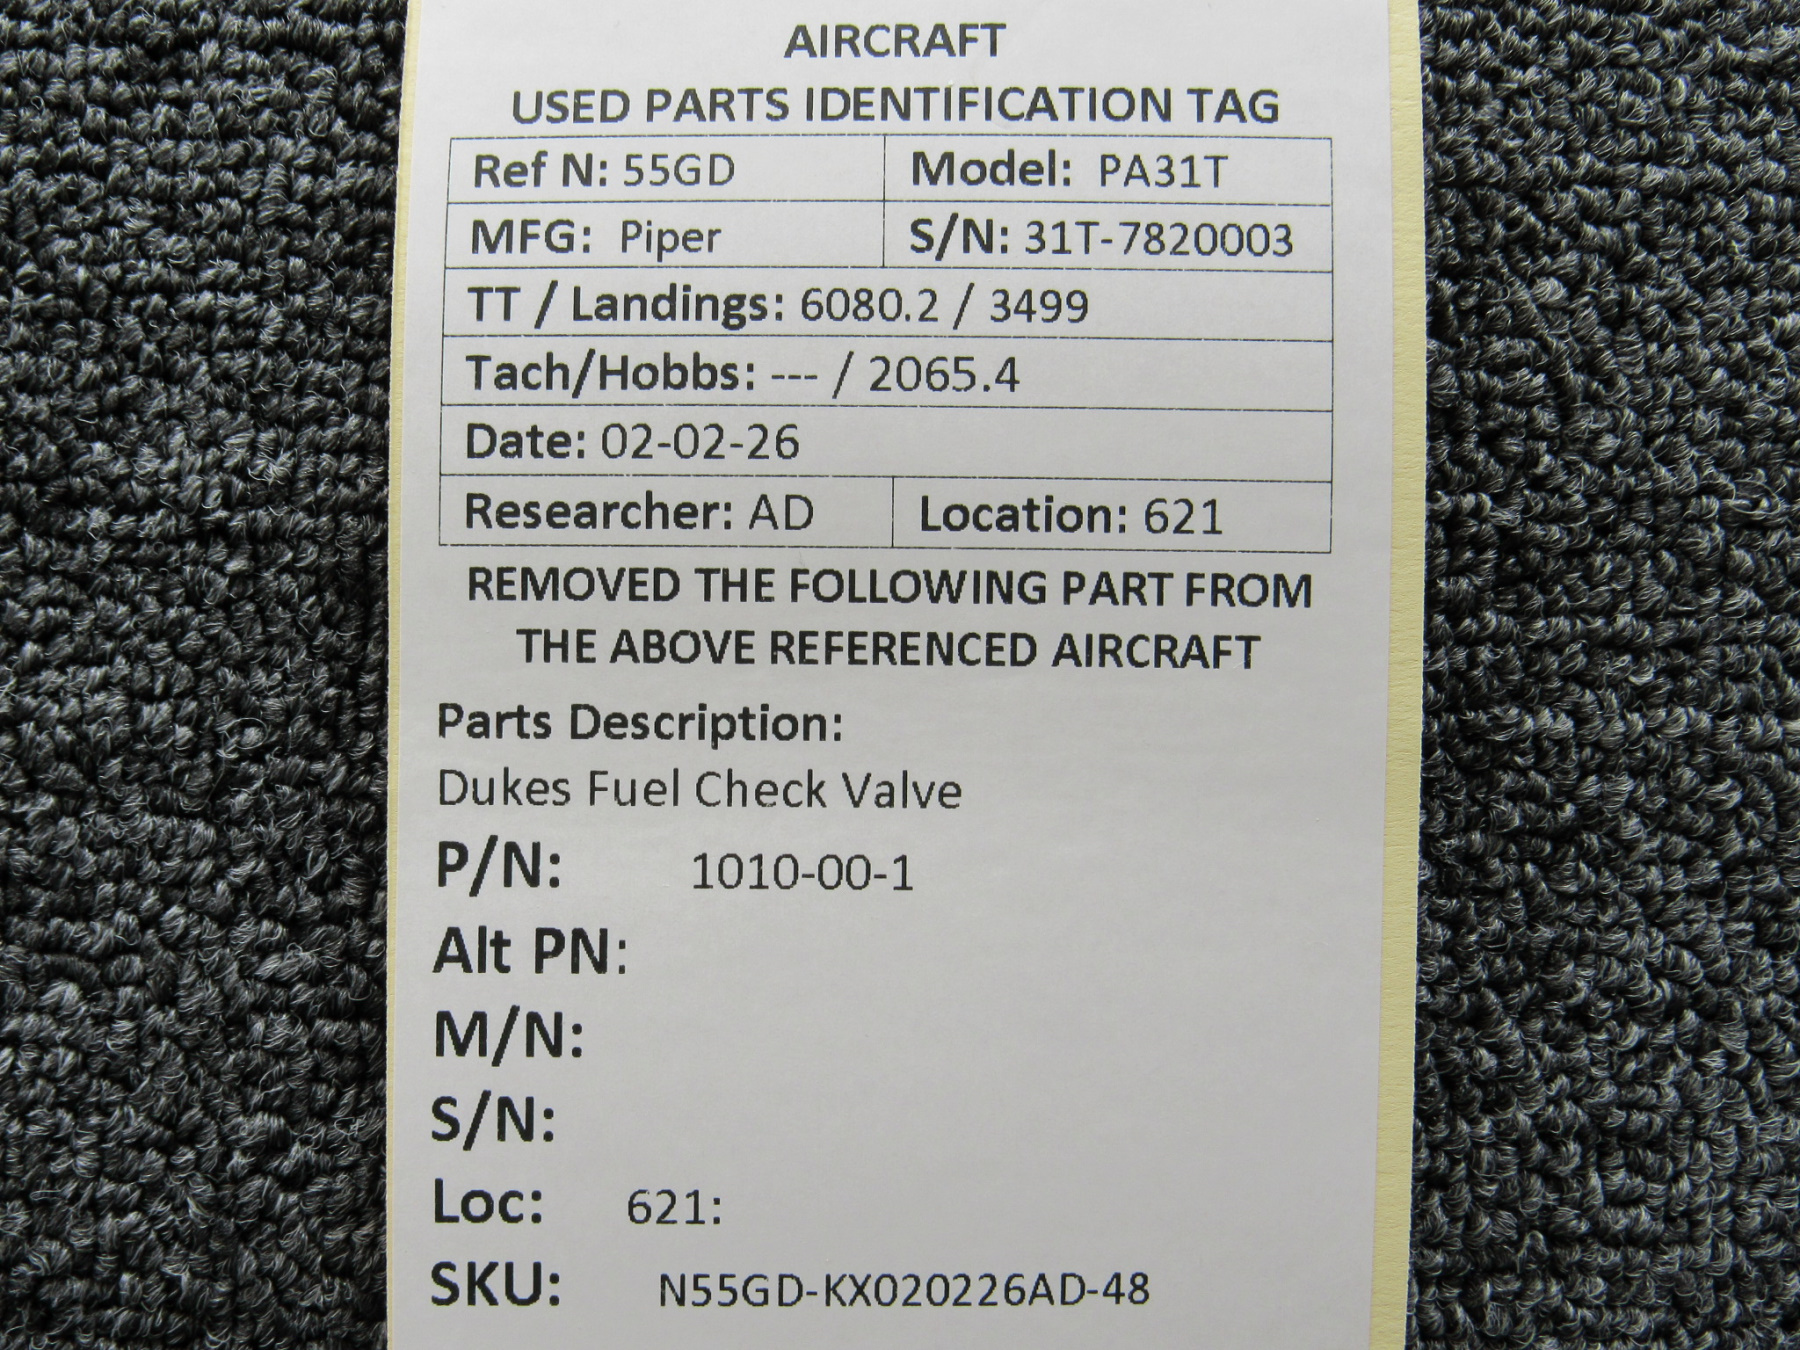 AIRCRAFT
USED PARTS IDENTIFICATION TAG
Ref N: 55GD Model: PA31T
MFG: Piper S/N: 31T-7820003
TT / Landings: 6080.2 / 3499
Tach/Hobbs: --- / 2065.4
Date: 02-02-26
Researcher: AD Location: 621
REMOVED THE FOLLOWING PART FROM
THE ABOVE REFERENCED AIRCRAFT
Parts Description:
Dukes Fuel Check Valve
P/N: 1010-00-1
Alt PN:
M/N:
S/N:
Loc: 621:
SKU: N55GD-KX020226AD-48